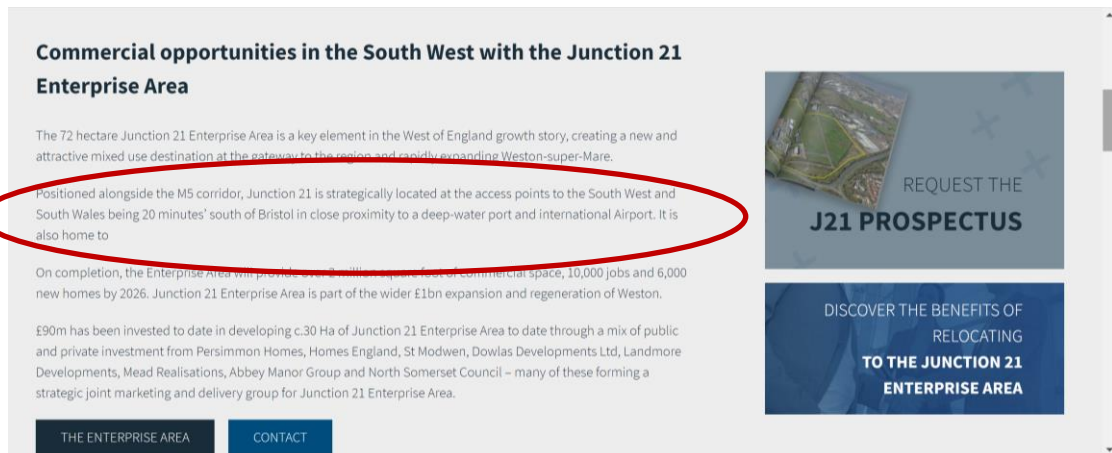 Commercial opportunities in the South West with the Junction 21
Enterprise Area
The 72 hectare Junction 21 Enterprise Area is a key element in the West of England growth story, creating a new and
attractive mixed use destination at the gateway to the region and rapidly expanding Weston-super-Mare.
Positioned alongside the M5 corridor, Junction 21 is strategically located at the access points to the South West and
South Wales being 20 minutes' south of Bristol in close proximity to a deep-water port and international Airport. It is
also home to
On completion, the Enterprise Area will provide over 2 million square foot of commercial space, 10,000 jobs and 6,000
new homes by 2026. Junction 21 Enterprise Area is part of the wider £1bn expansion and regeneration of Weston.
£90m has been invested to date in developing c.30 Ha of Junction 21 Enterprise Area to date through a mix of public
and private investment from Persimmon Homes, Homes England, St Modwen, Dowlas Developments Ltd, Landmore
Developments, Mead Realisations, Abbey Manor Group and North Somerset Council – many of these forming a
strategic joint marketing and delivery group for Junction 21 Enterprise Area.
THE ENTERPRISE AREA
CONTACT
REQUEST THE
J21 PROSPECTUS
DISCOVER THE BENEFITS OF
RELOCATING
TO THE JUNCTION 21
ENTERPRISE AREA